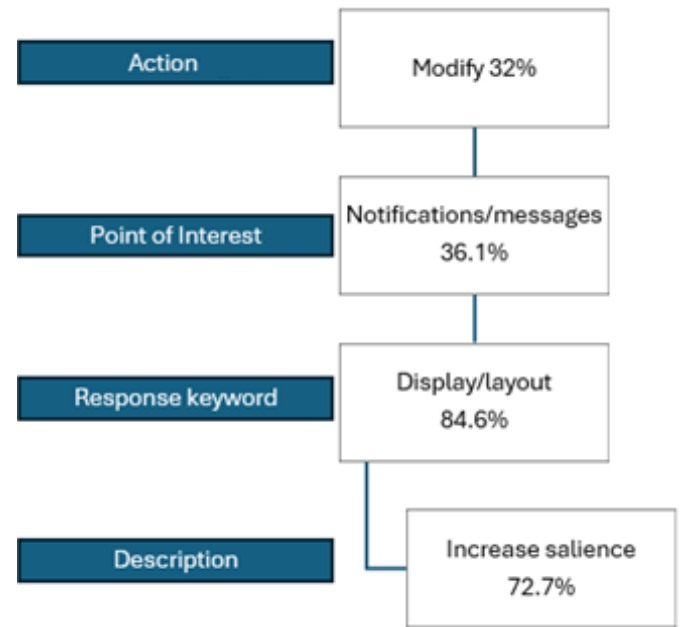 Action
Modify 32%
Point of Interest
Notifications/messages
36.1%
Response keyword
Display/layout
84.6%
Description
Increase salience
72.7%